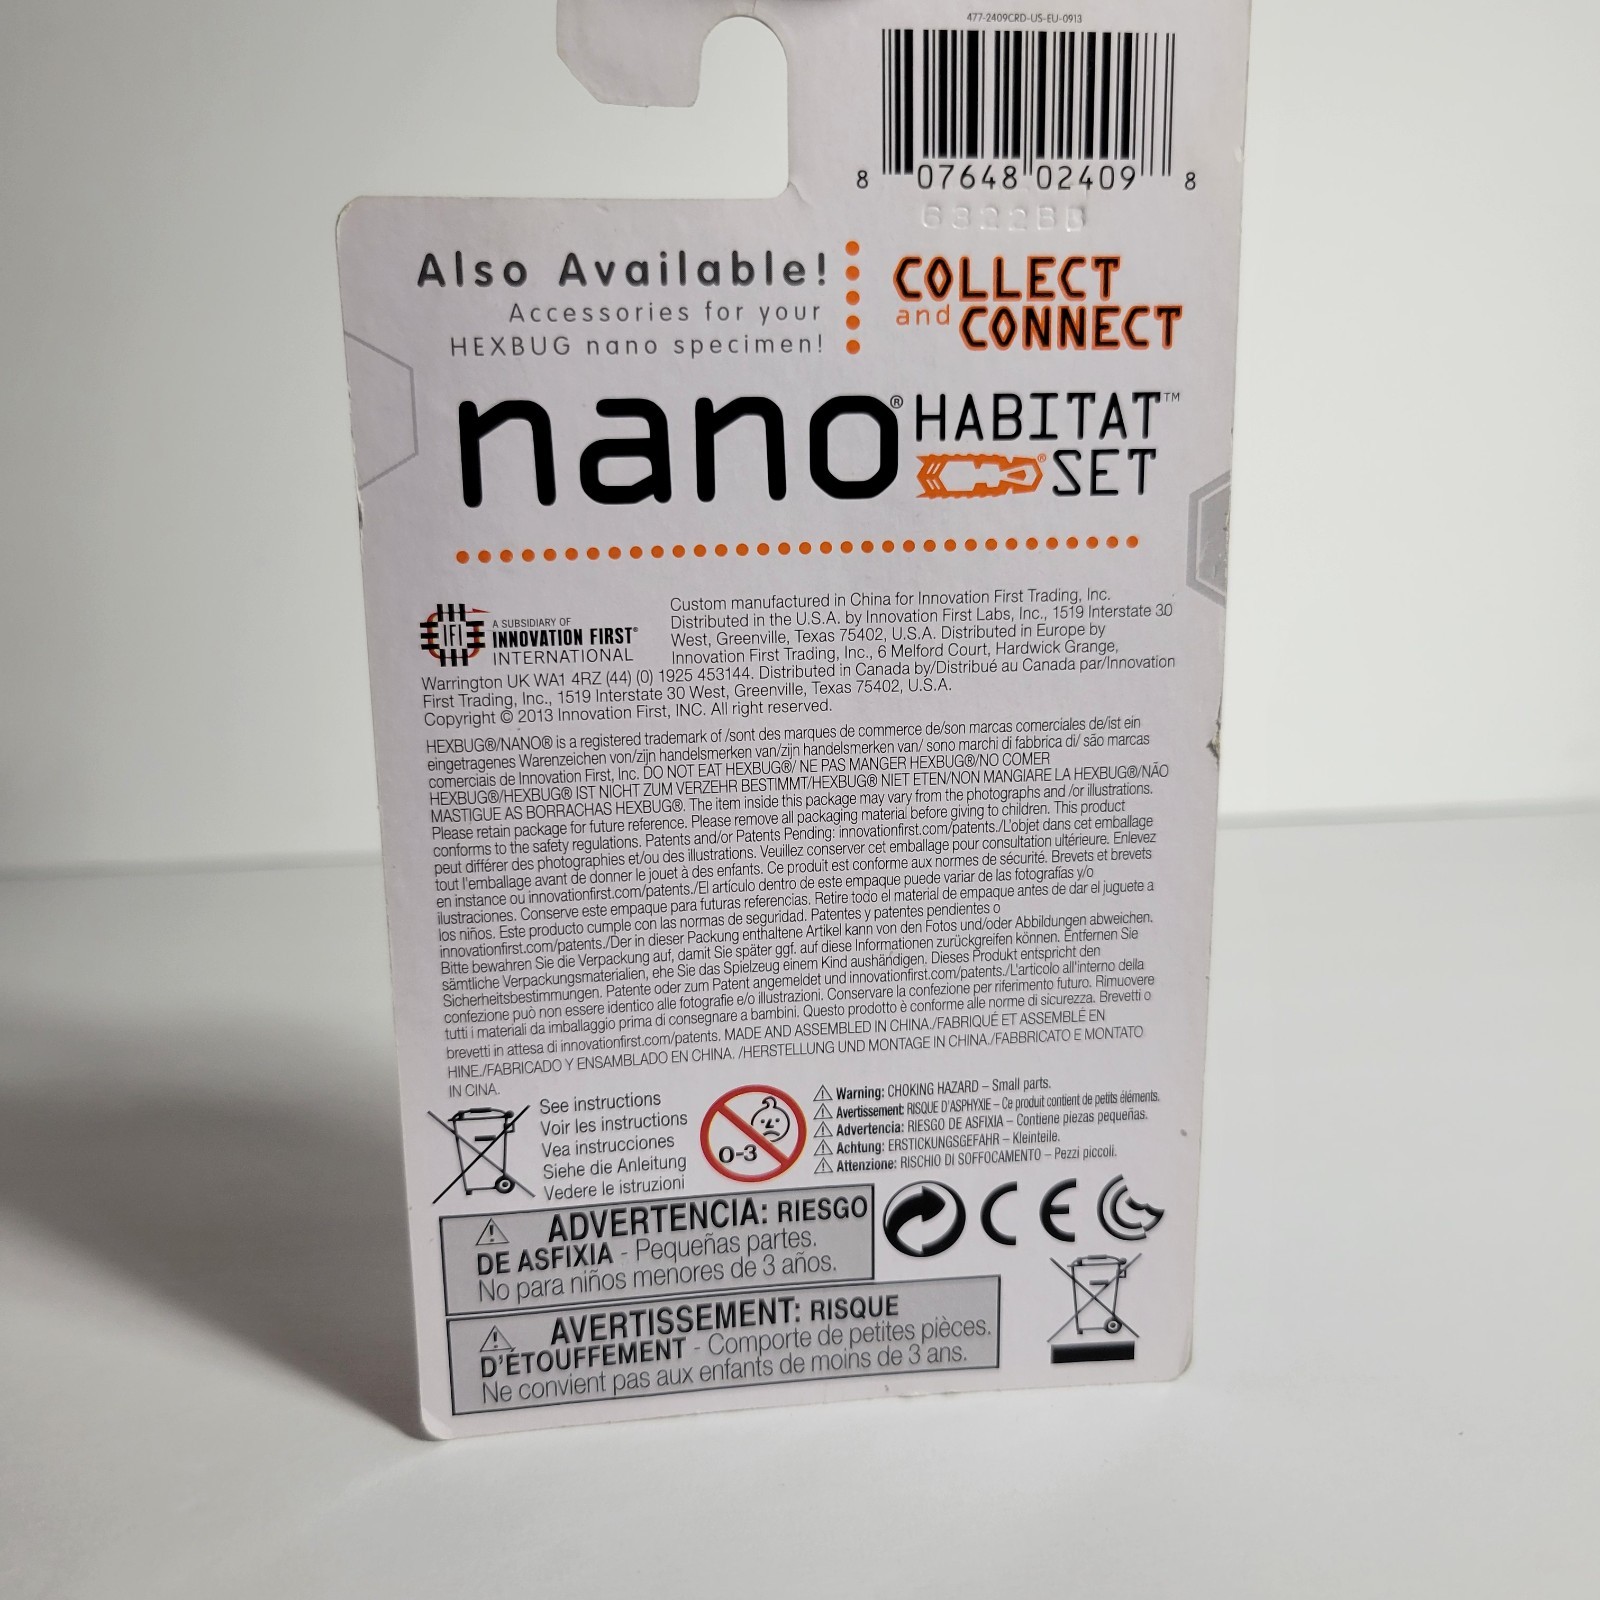 477-2409CRD-US-EU-0913
8 07648 02409 8
6322BB
Also Available!
Accessories for your
HEXBUG nano specimen!
COLLECT
and CONNECT
nano® HABITAT™
® SET
IFI
A SUBSIDIARY OF
INNOVATION FIRST®
INTERNATIONAL
Custom manufactured in China for Innovation First Trading, Inc.
Distributed in the U.S.A. by Innovation First Labs, Inc., 1519 Interstate 30
West, Greenville, Texas 75402, U.S.A. Distributed in Europe by
Innovation First Trading, Inc., 6 Melford Court, Hardwick Grange,
Warrington UK WA1 4RZ (44) (0) 1925 453144. Distributed in Canada by/Distribué au Canada par/Innovation
First Trading, Inc., 1519 Interstate 30 West, Greenville, Texas 75402, U.S.A.
Copyright © 2013 Innovation First, INC. All right reserved.
HEXBUG®/NANO® is a registered trademark of /sont des marques de commerce de/son marcas comerciales de/ist ein
eingetragenes Warenzeichen von/zijn handelsmerken van/zijn handelsmerken van/ sono marchi di fabbrica di/ são marcas
comerciais de Innovation First, Inc. DO NOT EAT HEXBUG®/ NE PAS MANGER HEXBUG®/NO COMER
HEXBUG®/HEXBUG® IST NICHT ZUM VERZEHR BESTIMMT/HEXBUG® NIET ETEN/NON MANGIARE LA HEXBUG®/NÃO
MASTIGUE AS BORRACHAS HEXBUG®. The item inside this package may vary from the photographs and /or illustrations.
Please retain package for future reference. Please remove all packaging material before giving to children. This product
conforms to the safety regulations. Patents and/or Patents Pending: innovationfirst.com/patents./L'objet dans cet emballage
peut différer des photographies et/ou des illustrations. Veuillez conserver cet emballage pour consultation ultérieure. Enlevez
tout l'emballage avant de donner le jouet à des enfants. Ce produit est conforme aux normes de sécurité. Brevets et brevets
en instance ou innovationfirst.com/patents./El artículo dentro de este empaque puede variar de las fotografías y/o
ilustraciones. Conserve este empaque para futuras referencias. Retire todo el material de empaque antes de dar el juguete a
los niños. Este producto cumple con las normas de seguridad. Patentes y patentes pendientes o
innovationfirst.com/patents./Der in dieser Packung enthaltene Artikel kann von den Fotos und/oder Abbildungen abweichen.
Bitte bewahren Sie die Verpackung auf, damit Sie später ggf. auf diese Informationen zurückgreifen können. Entfernen Sie
sämtliche Verpackungsmaterialien, ehe Sie das Spielzeug einem Kind aushändigen. Dieses Produkt entspricht den
Sicherheitsbestimmungen. Patente oder zum Patent angemeldet und innovationfirst.com/patents./L'articolo all'interno della
confezione può non essere identico alle fotografie e/o illustrazioni. Conservare la confezione per riferimento futuro. Rimuovere
tutti i materiali da imballaggio prima di consegnare a bambini. Questo prodotto è conforme alle norme di sicurezza. Brevetti o
brevetti in attesa di innovationfirst.com/patents. MADE AND ASSEMBLED IN CHINA./FABRIQUÉ ET ASSEMBLÉ EN
HINE./FABRICADO Y ENSAMBLADO EN CHINA. /HERSTELLUNG UND MONTAGE IN CHINA./FABBRICATO E MONTATO
IN CINA.
See instructions
Voir les instructions
Vea instrucciones
Siehe die Anleitung
Vedere le istruzioni
0-3
Warning: CHOKING HAZARD – Small parts.
Avertissement: RISQUE D'ASPHYXIE – Ce produit contient de petits éléments.
Advertencia: RIESGO DE ASFIXIA – Contiene piezas pequeñas.
Achtung: ERSTICKUNGSGEFAHR – Kleinteile.
Attenzione: RISCHIO DI SOFFOCAMENTO – Pezzi piccoli.
ADVERTENCIA: RIESGO
DE ASFIXIA - Pequeñas partes.
No para niños menores de 3 años.
CE
AVERTISSEMENT: RISQUE
D'ÉTOUFFEMENT - Comporte de petites pièces.
Ne convient pas aux enfants de moins de 3 ans.